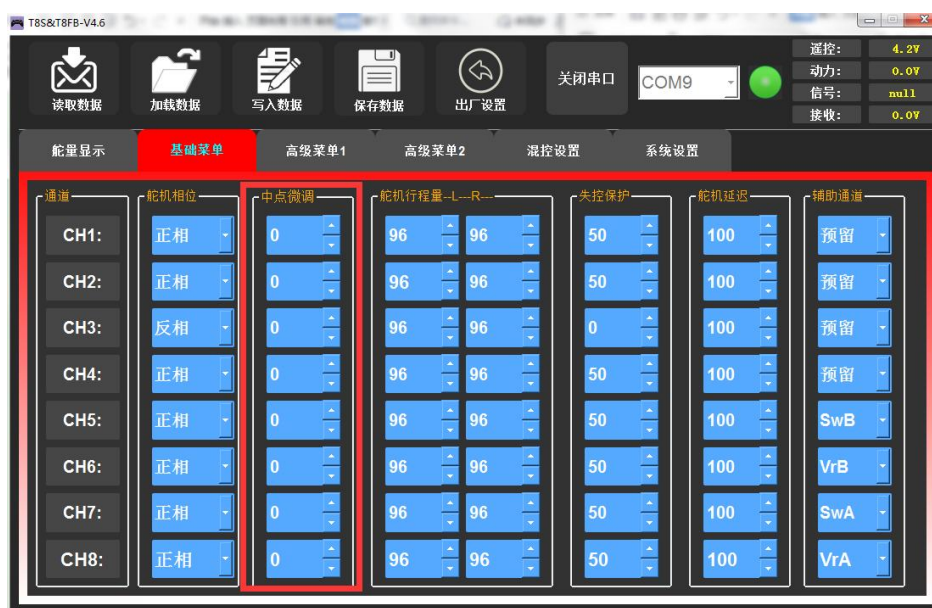 T8S&T8FB-V4.6
读取数据 加载数据 写入数据 保存数据 出厂设置 关闭串口 COM9
遥控: 4.2V
动力: 0.0V
信号: null
接收: 0.0V
舵量显示 基础菜单 高级菜单1 高级菜单2 混控设置 系统设置
通道 舵机相位 中点微调 舵机行程量--L---R--- 失控保护 舵机延迟 辅助通道
CH1: 正相 0 96 96 50 100 预留
CH2: 正相 0 96 96 50 100 预留
CH3: 反相 0 96 96 0 100 预留
CH4: 正相 0 96 96 50 100 预留
CH5: 正相 0 96 96 50 100 SwB
CH6: 正相 0 96 96 50 100 VrB
CH7: 正相 0 96 96 50 100 SwA
CH8: 正相 0 96 96 50 100 VrA